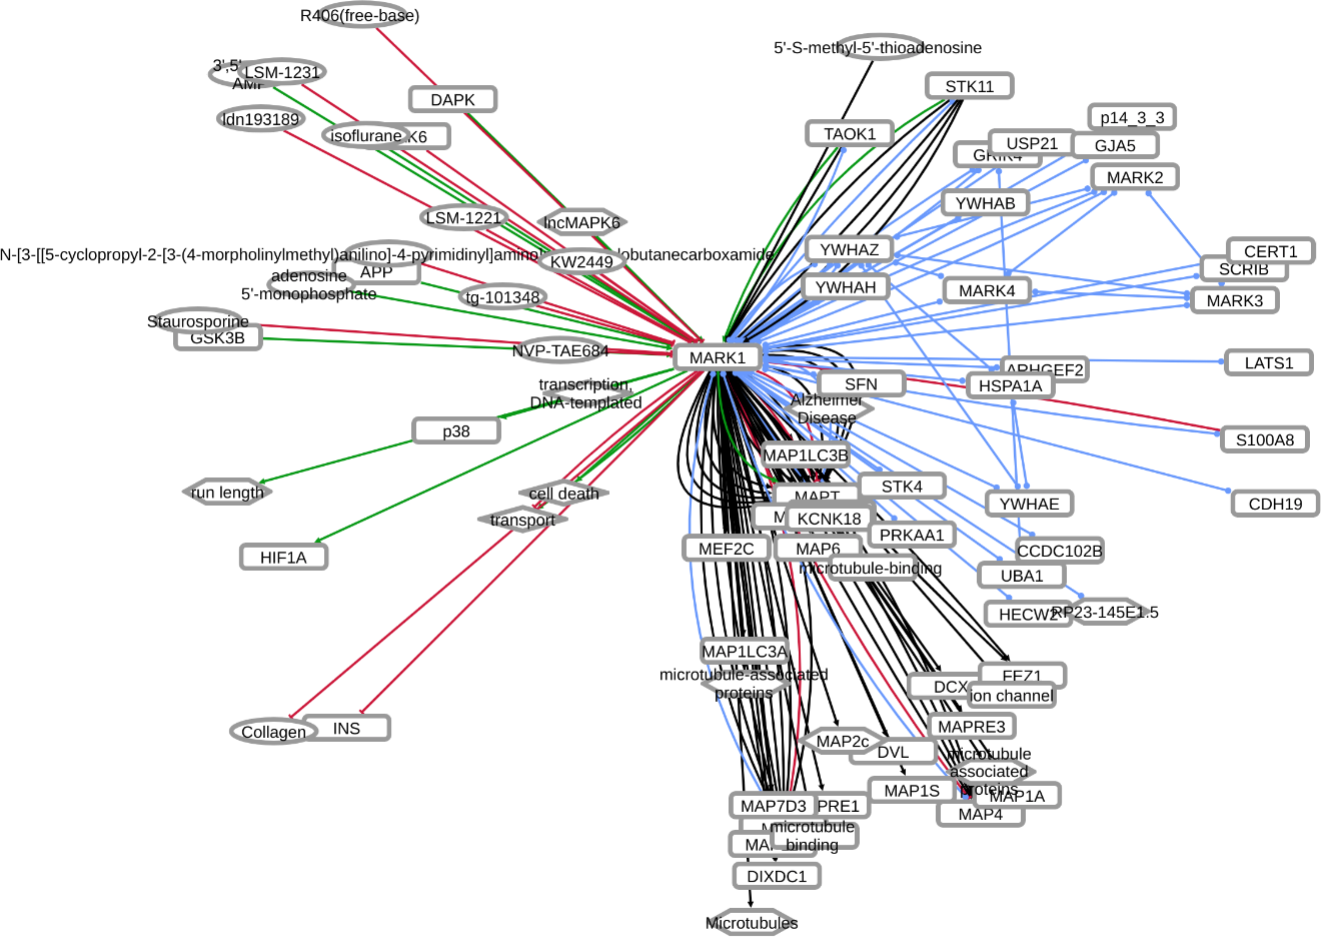 R406(free-base)
5'-S-methyl-5'-thioadenosine
3',5'
AMP
LSM-1231
STK11
DAPK
ldn193189
isoflurane
K6
TAOK1
p14_3_3
USP21
GJA5
GRIK4
MARK2
YWHAB
LSM-1221
lncMAPK6
YWHAZ
N-[3-[[5-cyclopropyl-2-[3-(4-morpholinylmethyl)anilino]-4-pyrimidinyl]amino
lobutanecarboxamide
KW2449
CERT1
SCRIB
APP
adenosine
5'-monophosphate
tg-101348
YWHAH
MARK4
MARK3
Staurosporine
GSK3B
NVP-TAE684
MARK1
LATS1
ARHGEF2
HSPA1A
SFN
transcription,
DNA-templated
Alzheimer
Disease
p38
S100A8
MAP1LC3B
run length
cell death
MAPT
STK4
YWHAE
CDH19
transport
KCNK18
PRKAA1
HIF1A
MEF2C
MAP6
microtubule-binding
CCDC102B
UBA1
HECW2
RP23-145E1.5
MAP1LC3A
microtubule-associated
proteins
FEZ1
DCX
ion channel
Collagen
INS
MAP2c
DVL
MAPRE3
microtubule
associated
proteins
MAP1S
MAP1A
MAP4
MAP7D3
PRE1
microtubule
binding
MA
DIXDC1
Microtubules